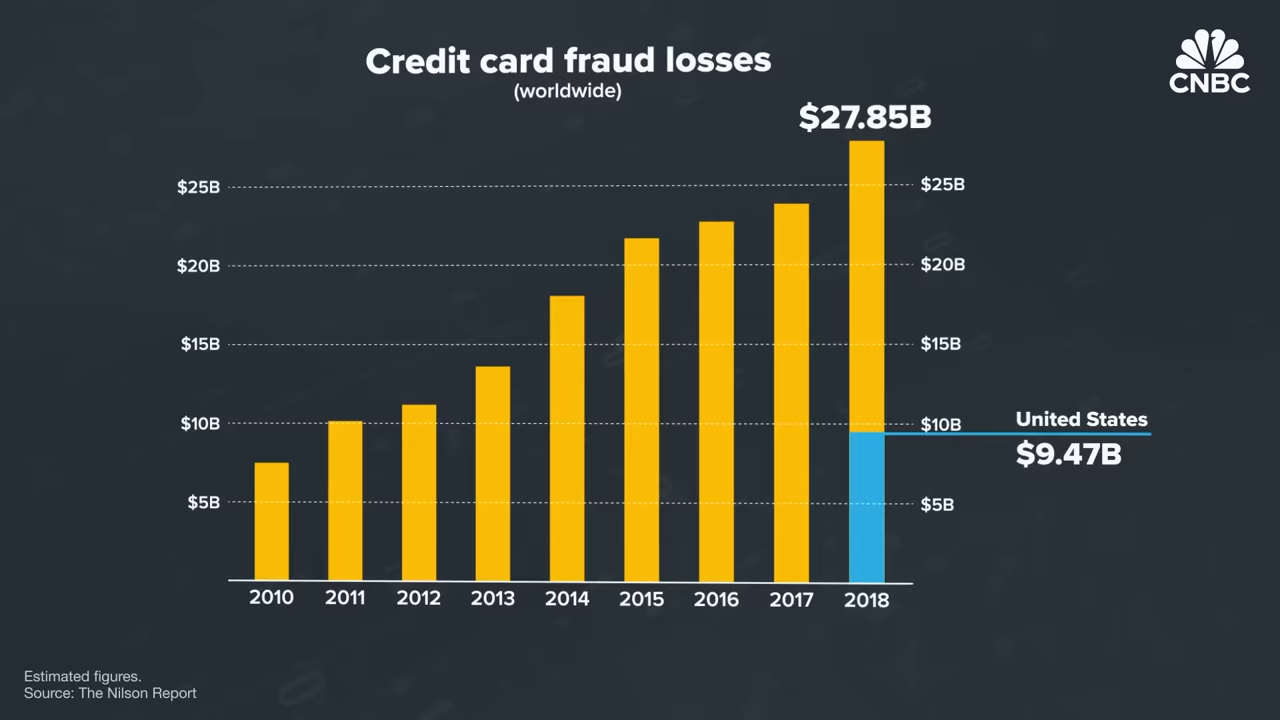 Credit card fraud losses
(worldwide)
CNBC
$27.85B
$25B
$25B
$20B
$20B
$15B
$15B
$10B
$10B
United States
$9.47B
$5B
$5B
2010 2011 2012 2013 2014 2015 2016 2017 2018
Estimated figures.
Source: The Nilson Report